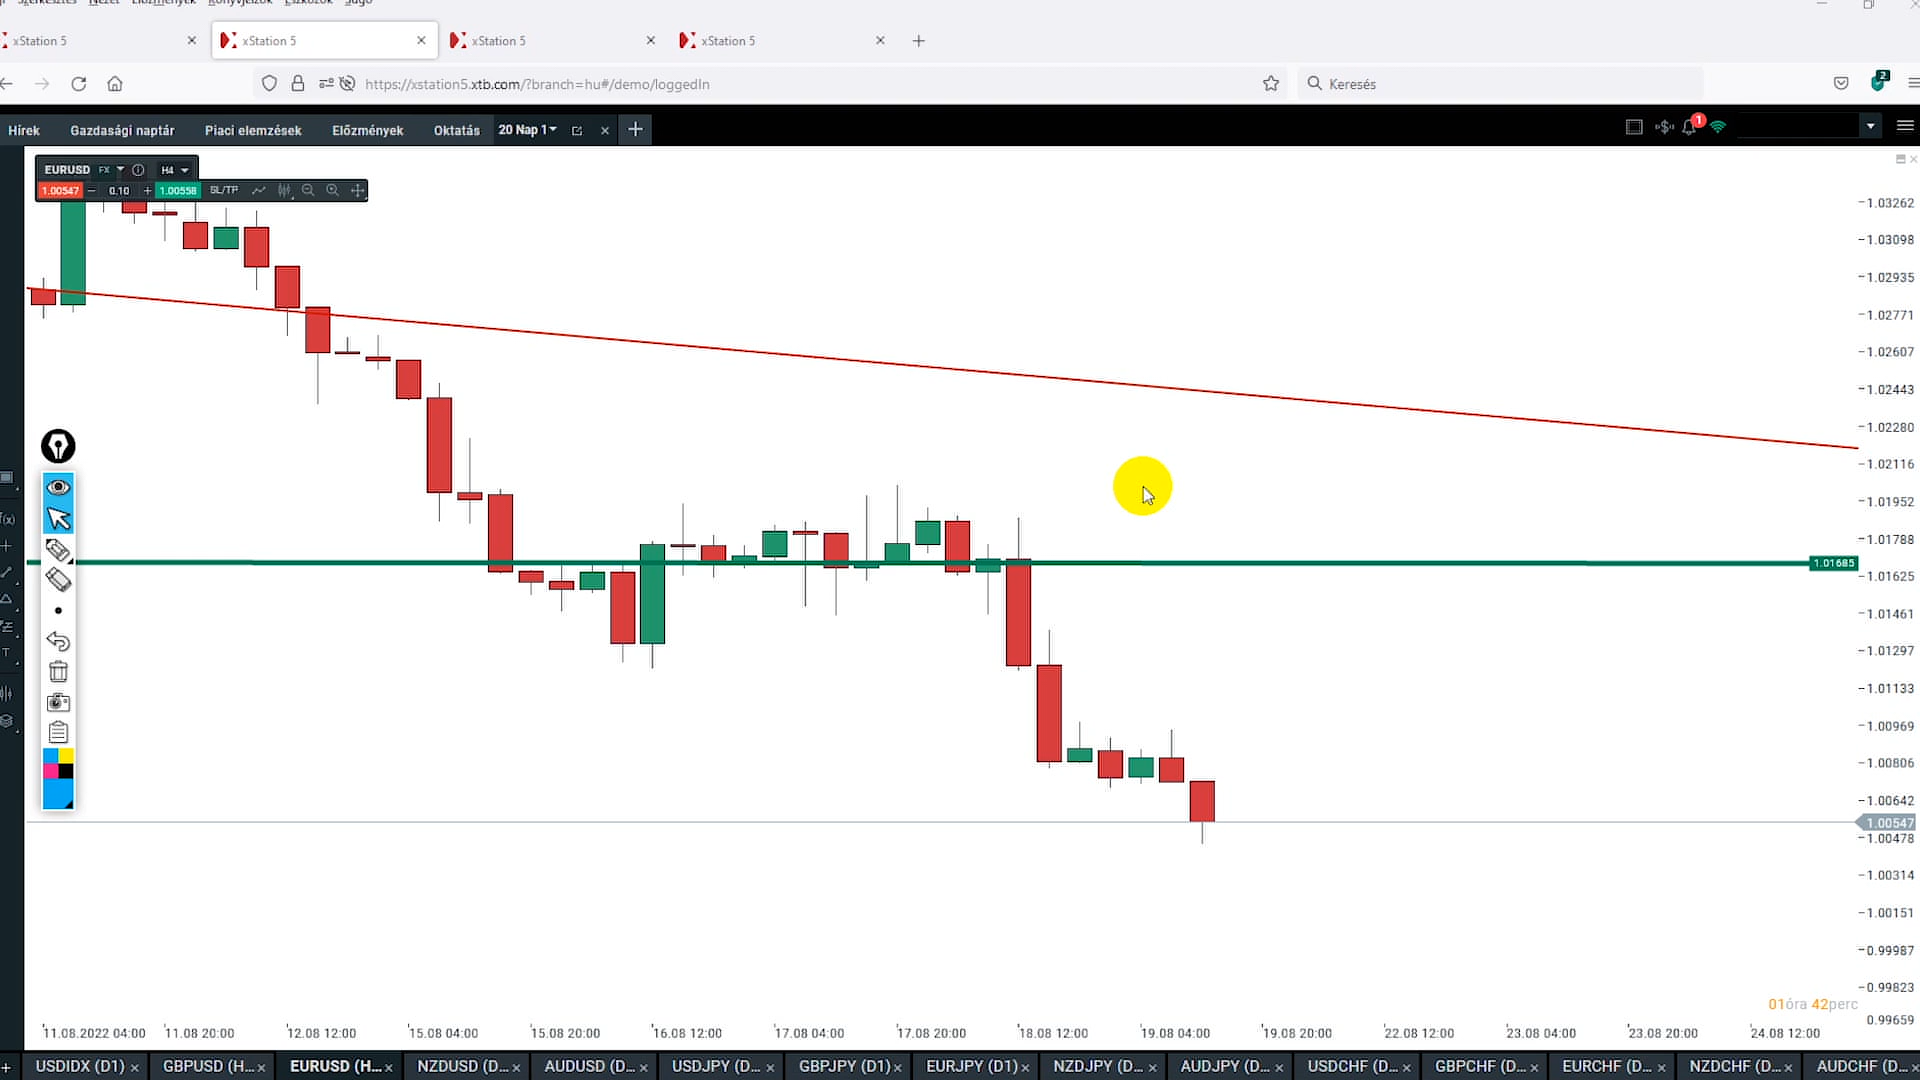 Szerkesztés Nézet Előzmények Könyvjelzők Eszközök Súgó
xStation 5
xStation 5
xStation 5
xStation 5
https://xstation5.xtb.com/?branch=hu#/demo/loggedIn
Keresés
2
Hírek Gazdasági naptár Piaci elemzések Előzmények Oktatás 20 Nap 1
1
EURUSD FX H4
1.00547 0.10 1.00558 SL/TP
f(x)
T
1.03262
1.03098
1.02935
1.02771
1.02607
1.02443
1.02280
1.02116
1.01952
1.01788
1.01685
1.01625
1.01461
1.01297
1.01133
1.00969
1.00806
1.00642
1.00547
1.00478
1.00314
1.00151
0.99987
0.99823
0.99659
01óra 42perc
11.08.2022 04:00 11.08 20:00 12.08 12:00 15.08 04:00 15.08 20:00 16.08 12:00 17.08 04:00 17.08 20:00 18.08 12:00 19.08 04:00 19.08 20:00 22.08 12:00 23.08 04:00 23.08 20:00 24.08 12:00
USDIDX (D1) GBPUSD (H... EURUSD (H... NZDUSD (D... AUDUSD (D... USDJPY (D... GBPJPY (D1) EURJPY (D1) NZDJPY (D... AUDJPY (D... USDCHF (D... GBPCHF (D... EURCHF (D... NZDCHF (D... AUDCHF (D...